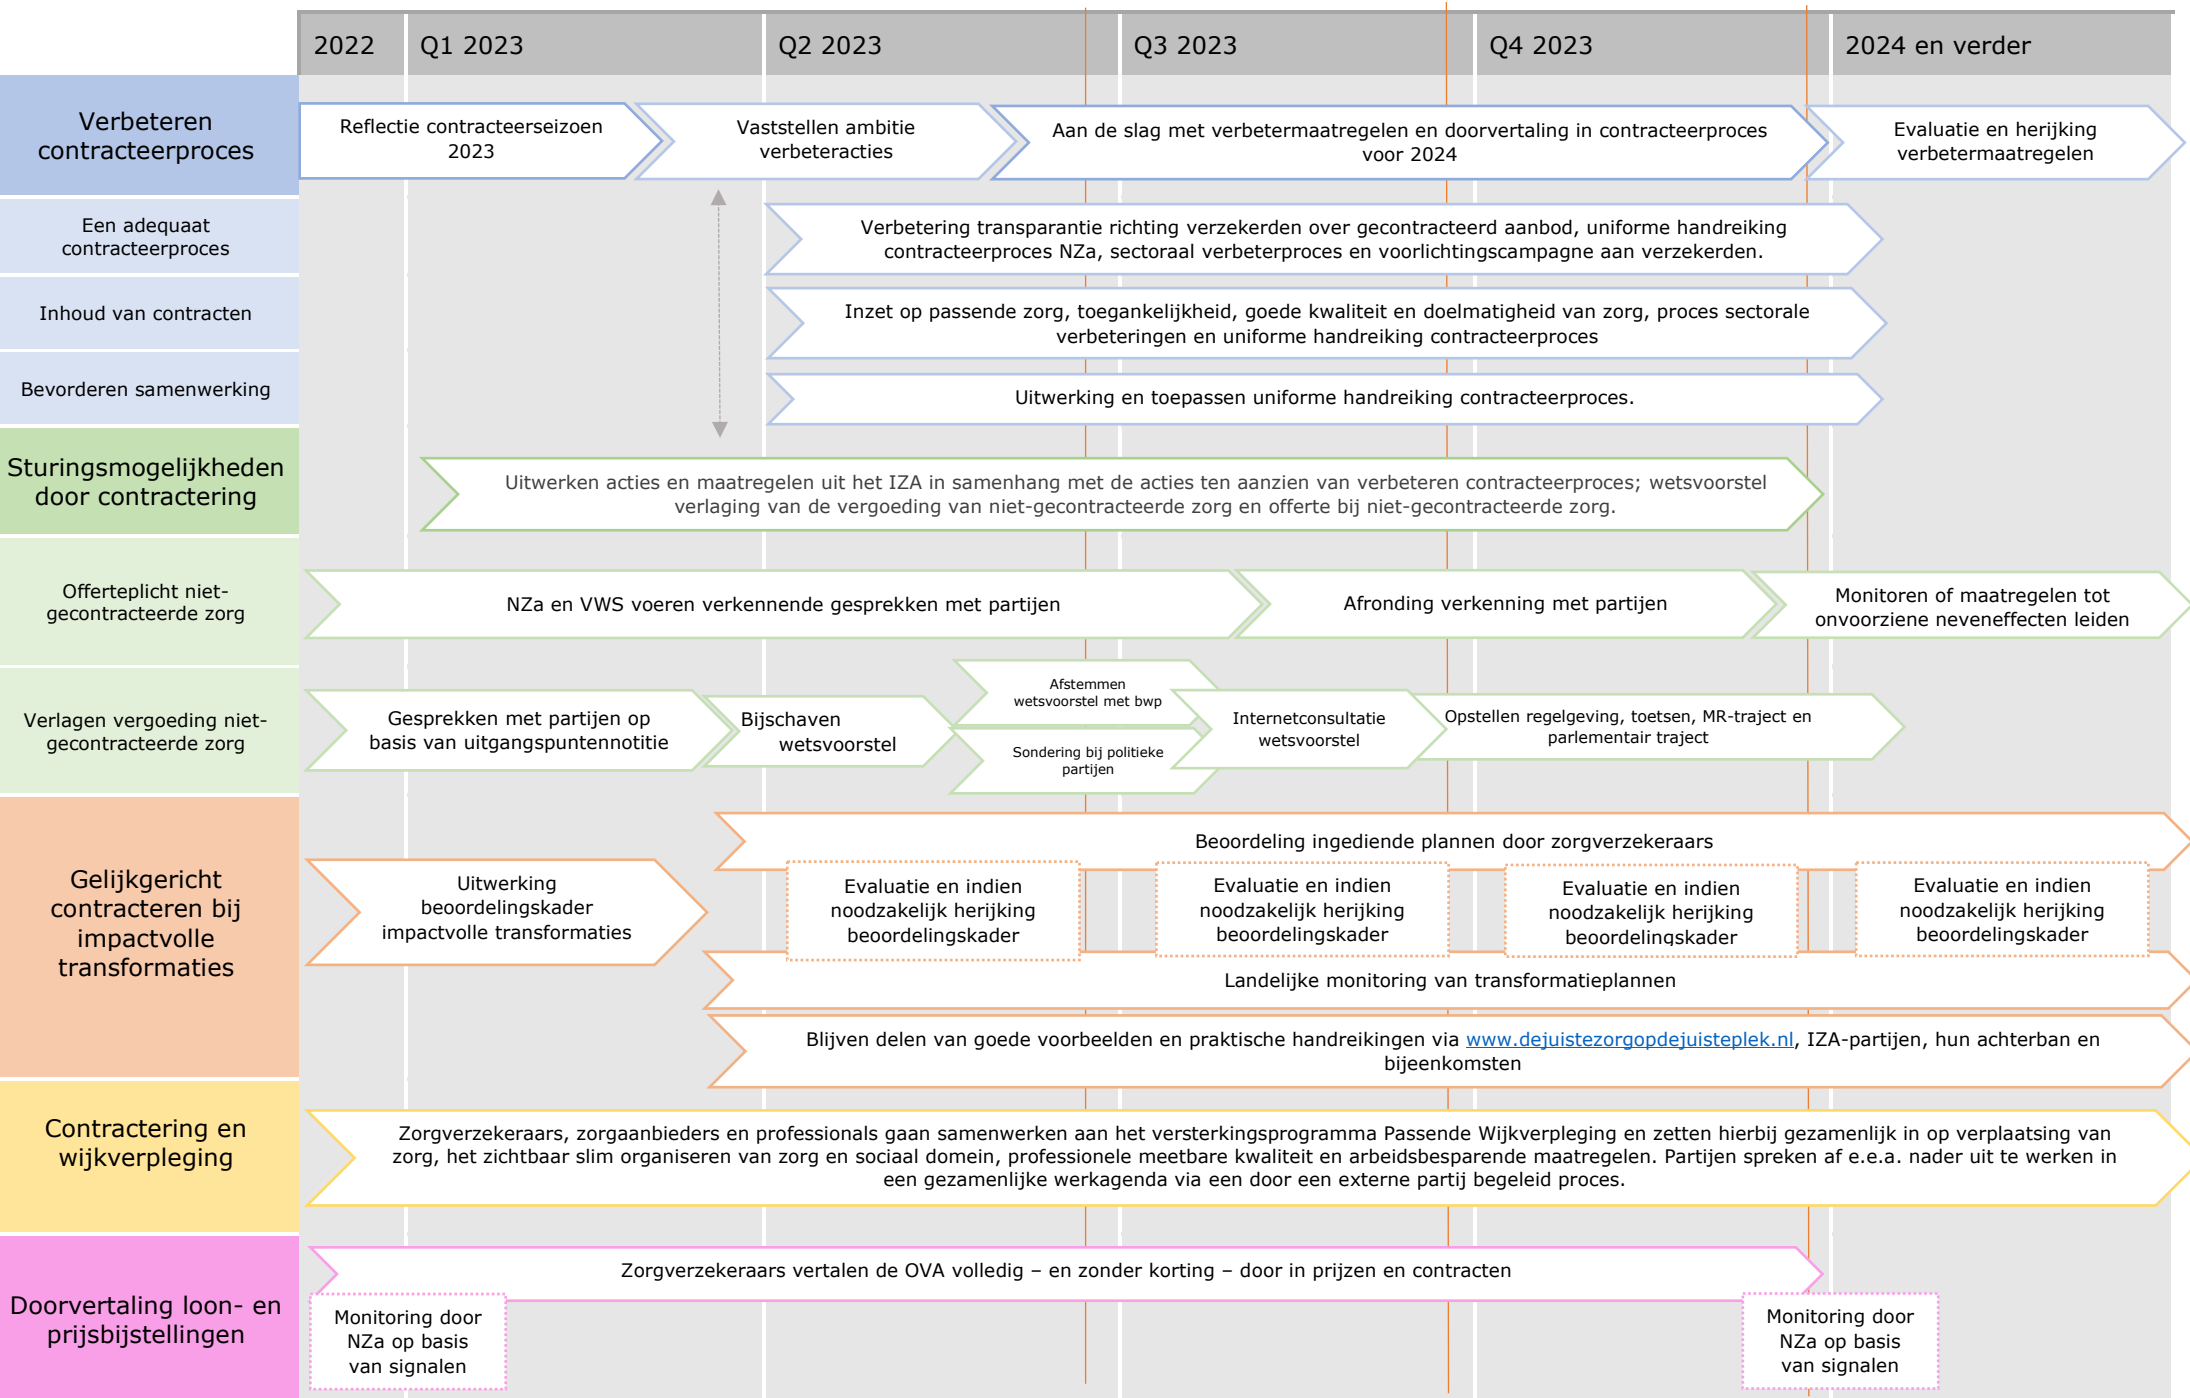 2022
Q1 2023
Q2 2023
Q3 2023
Q4 2023
2024 en verder
Verbeteren
contracteerproces
Reflectie contracteerseizoen
2023
Vaststellen ambitie
verbeteracties
Aan de slag met verbetermaatregelen en doorvertaling in contracteerproces
voor 2024
Evaluatie en herijking
verbetermaatregelen
Een adequaat
contracteerproces
Verbetering transparantie richting verzekerden over gecontracteerd aanbod, uniforme handreiking
contracteerproces NZa, sectoraal verbeterproces en voorlichtingscampagne aan verzekerden.
Inhoud van contracten
Inzet op passende zorg, toegankelijkheid, goede kwaliteit en doelmatigheid van zorg, proces sectorale
verbeteringen en uniforme handreiking contracteerproces
Bevorderen samenwerking
Uitwerking en toepassen uniforme handreiking contracteerproces.
Sturingsmogelijkheden
door contractering
Uitwerken acties en maatregelen uit het IZA in samenhang met de acties ten aanzien van verbeteren contracteerproces; wetsvoorstel
verlaging van de vergoeding van niet-gecontracteerde zorg en offerte bij niet-gecontracteerde zorg.
Offerteplicht niet-
gecontracteerde zorg
NZa en VWS voeren verkennende gesprekken met partijen
Afronding verkenning met partijen
Monitoren of maatregelen tot
onvoorziene neveneffecten leiden
Verlagen vergoeding niet-
gecontracteerde zorg
Gesprekken met partijen op
basis van uitgangspuntennotitie
Bijschaven
wetsvoorstel
Afstemmen
wetsvoorstel met bwp
Sondering bij politieke
partijen
Internetconsultatie
wetsvoorstel
Opstellen regelgeving, toetsen, MR-traject en
parlementair traject
Gelijkgericht
contracteren bij
impactvolle
transformaties
Beoordeling ingediende plannen door zorgverzekeraars
Uitwerking
beoordelingskader
impactvolle transformaties
Evaluatie en indien
noodzakelijk herijking
beoordelingskader
Evaluatie en indien
noodzakelijk herijking
beoordelingskader
Evaluatie en indien
noodzakelijk herijking
beoordelingskader
Evaluatie en indien
noodzakelijk herijking
beoordelingskader
Landelijke monitoring van transformatieplannen
Blijven delen van goede voorbeelden en praktische handreikingen via www.dejuistezorgopdejuisteplek.nl, IZA-partijen, hun achterban en
bijeenkomsten
Contractering en
wijkverpleging
Zorgverzekeraars, zorgaanbieders en professionals gaan samenwerken aan het versterkingsprogramma Passende Wijkverpleging en zetten hierbij gezamenlijk in op verplaatsing van
zorg, het zichtbaar slim organiseren van zorg en sociaal domein, professionele meetbare kwaliteit en arbeidsbesparende maatregelen. Partijen spreken af e.e.a. nader uit te werken in
een gezamenlijke werkagenda via een door een externe partij begeleid proces.
Doorvertaling loon- en
prijsbijstellingen
Zorgverzekeraars vertalen de OVA volledig – en zonder korting – door in prijzen en contracten
Monitoring door
NZa op basis
van signalen
Monitoring door
NZa op basis
van signalen